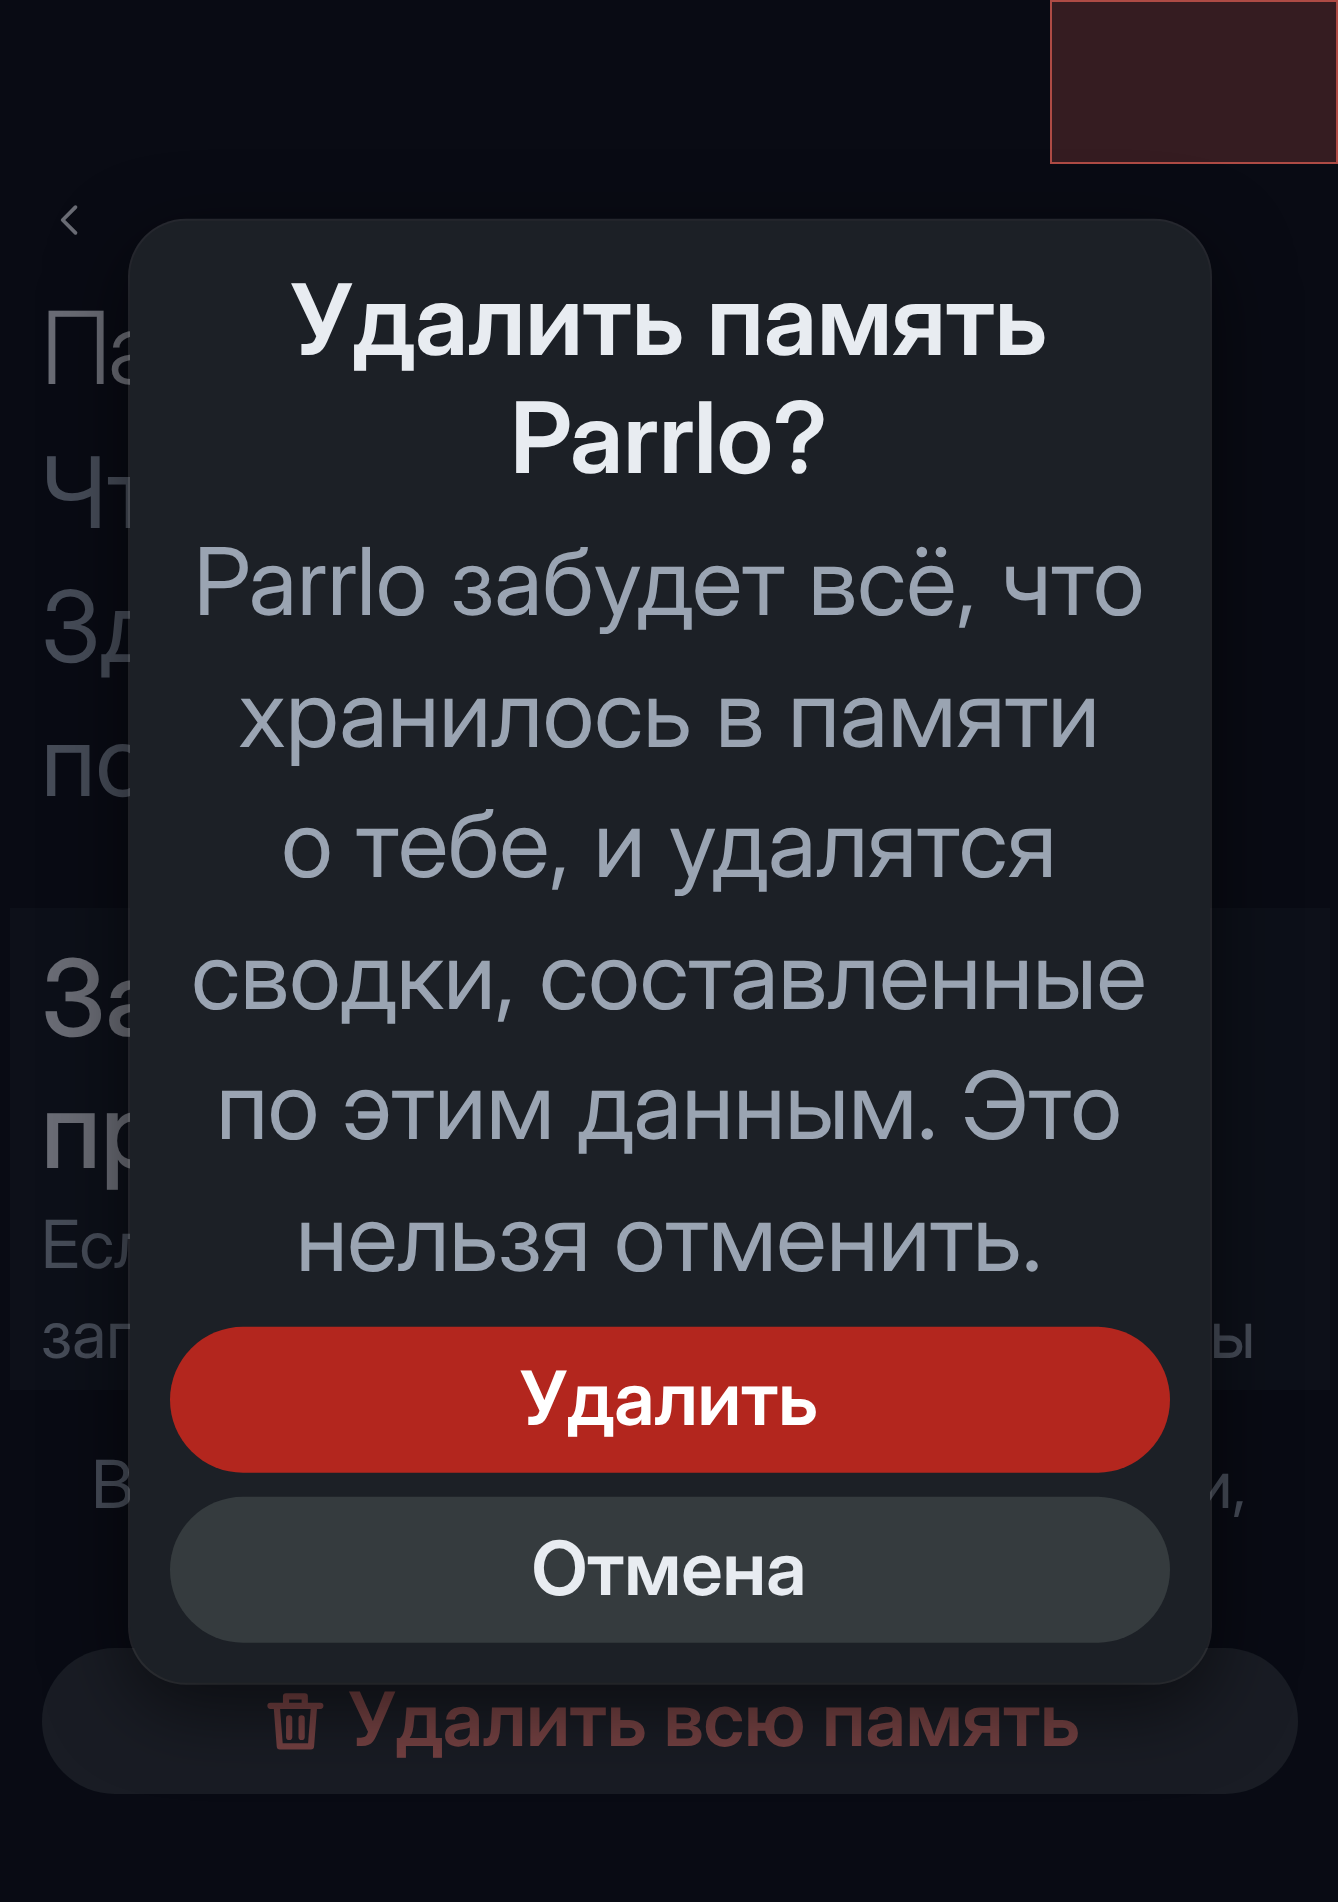 Удалить память
Parrlo?
Parrlo забудет всё, что
хранилось в памяти
о тебе, и удалятся
сводки, составленные
по этим данным. Это
нельзя отменить.
Удалить
Отмена
Удалить всю память